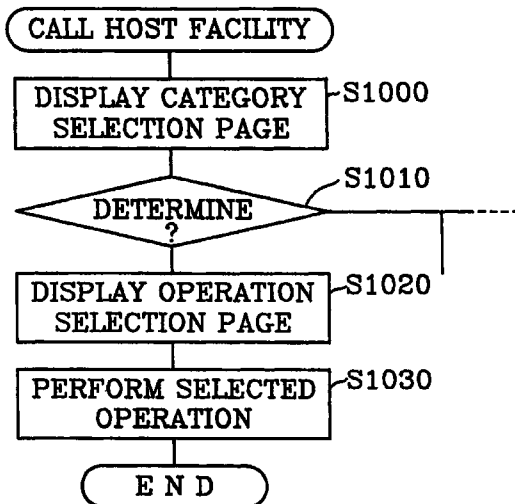 CALL HOST FACILITY
DISPLAY CATEGORY
SELECTION PAGE
S1000
S1010
DETERMINE
?
DISPLAY OPERATION
SELECTION PAGE
S1020
PERFORM SELECTED
OPERATION
S1030
END